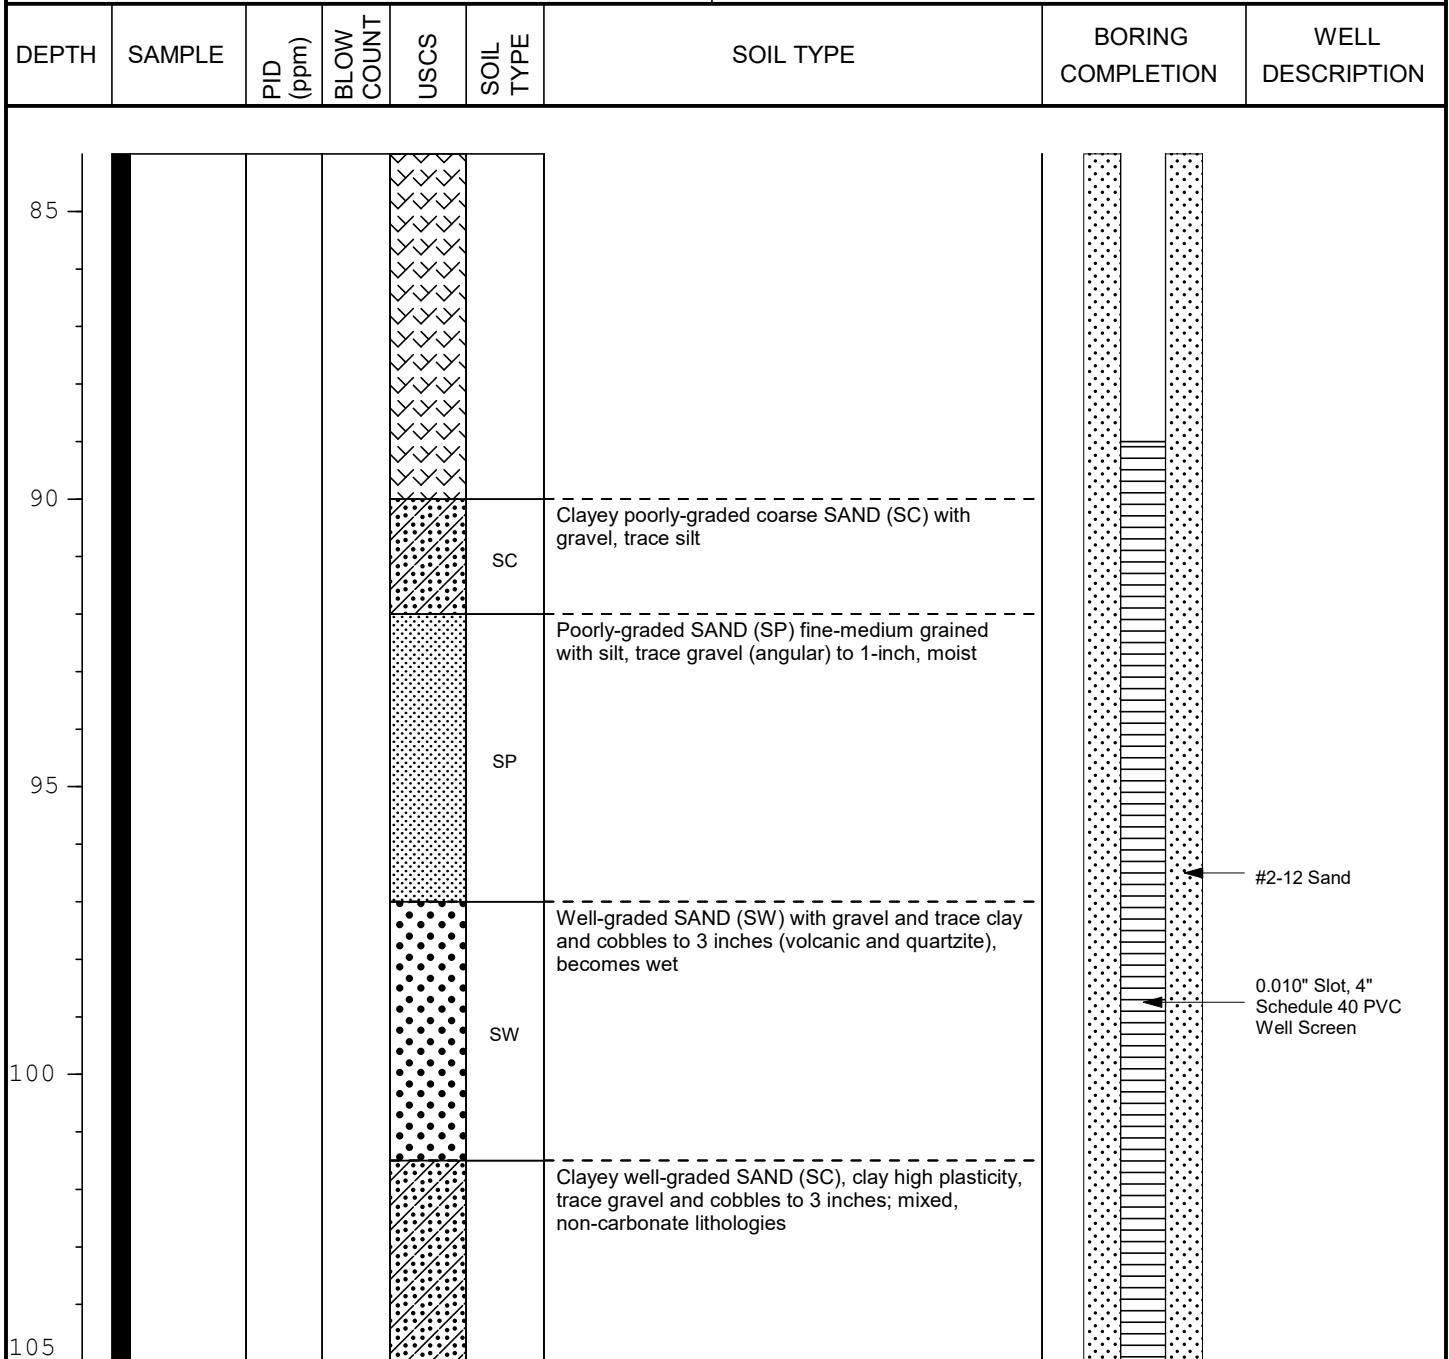 DEPTH
SAMPLE
PID
(ppm)
BLOW
COUNT
USCS
SOIL
TYPE
SOIL TYPE
BORING
COMPLETION
WELL
DESCRIPTION
85
90
Clayey poorly-graded coarse SAND (SC) with
gravel, trace silt
SC
Poorly-graded SAND (SP) fine-medium grained
with silt, trace gravel (angular) to 1-inch, moist
SP
95
#2-12 Sand
Well-graded SAND (SW) with gravel and trace clay
and cobbles to 3 inches (volcanic and quartzite),
becomes wet
0.010" Slot, 4"
Schedule 40 PVC
Well Screen
SW
100
Clayey well-graded SAND (SC), clay high plasticity,
trace gravel and cobbles to 3 inches; mixed,
non-carbonate lithologies
105